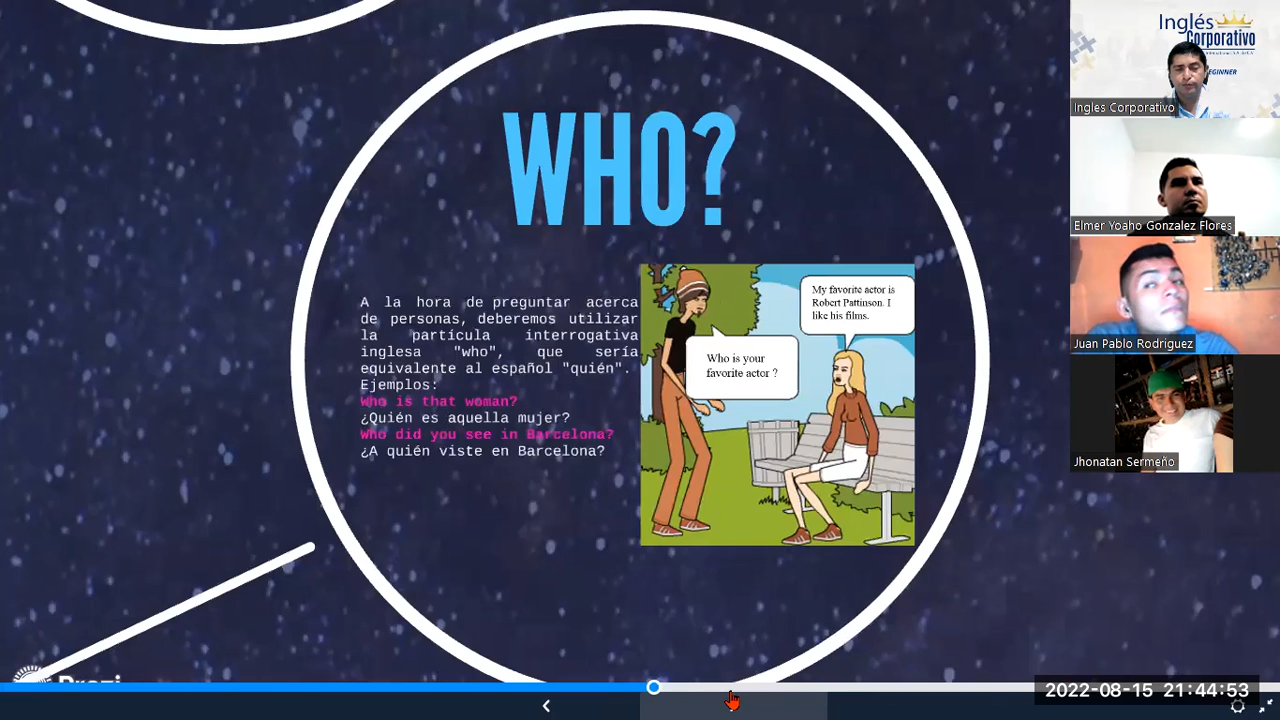 WHO?
A la hora de preguntar acerca
de personas, deberemos utilizar
la partícula interrogativa
inglesa "who", que sería
equivalente al español "quién".
Ejemplos:
Who is that woman?
¿Quién es aquella mujer?
Who did you see in Barcelona?
¿A quién viste en Barcelona?
My favorite actor is
Robert Pattinson. I
like his films.
Who is your
favorite actor ?
Inglés
Corporativo
Ingles Corporativo
Elmer Yoaho Gonzalez Flores
Juan Pablo Rodriguez
Jhonatan Sermeño
Prezi
2022-08-15 21:44:53